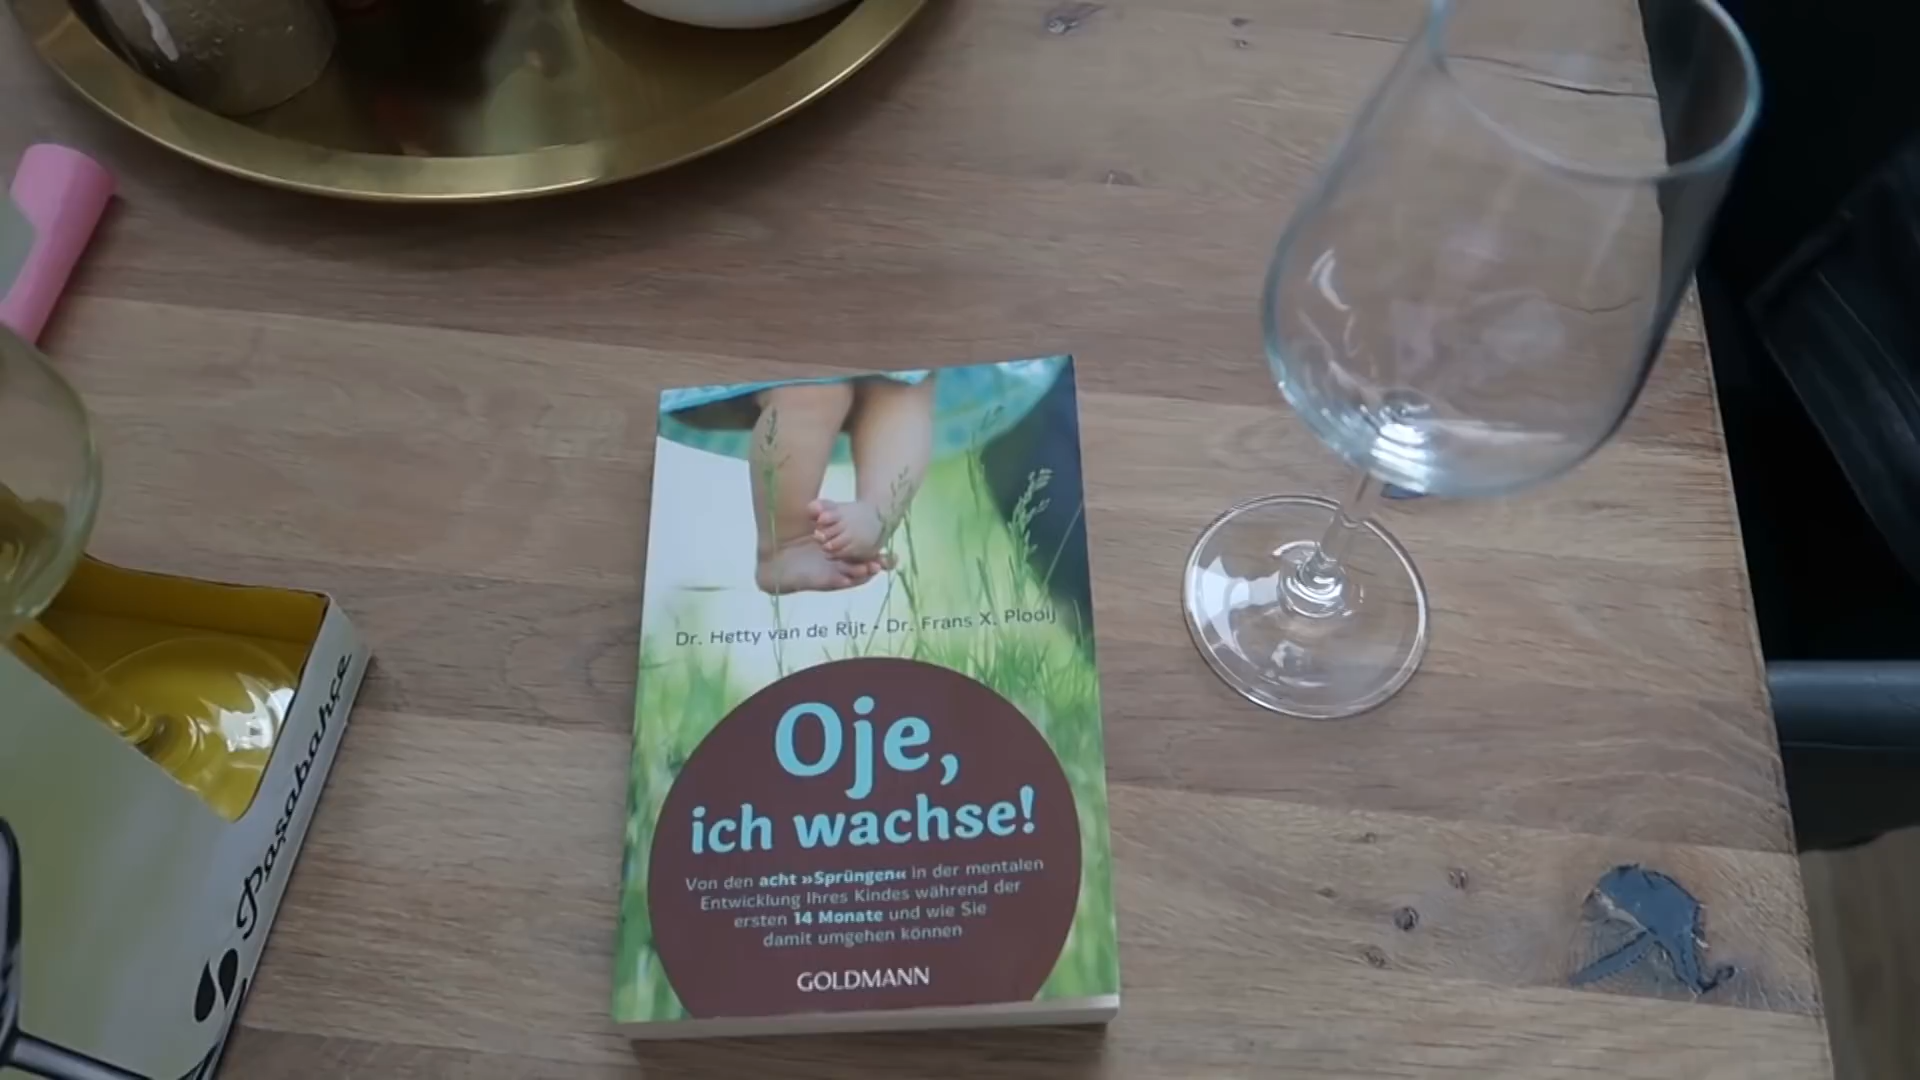 Dr. Hetty van de Rijt • Dr. Frans X. Plooij
Oje,
ich wachse!
Von den acht »Sprüngen« in der mentalen
Entwicklung Ihres Kindes während der
ersten 14 Monate und wie Sie
damit umgehen können
GOLDMANN
Paşabahçe